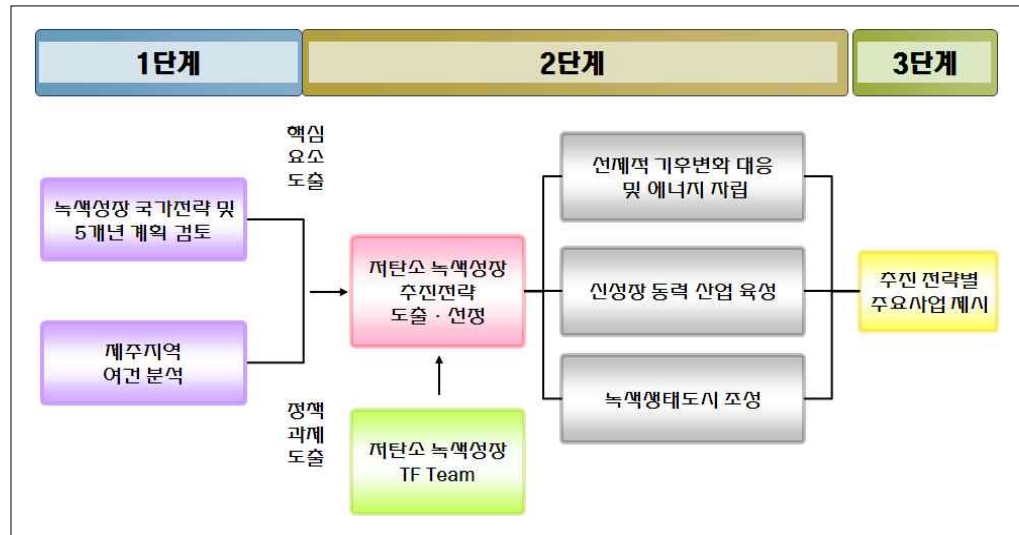 1단계
2단계
3단계
핵심
요소
도출
녹색성장 국가전략 및
5개년 계획 검토
제주지역
여건 분석
정책
과제
도출
저탄소 녹색성장
추진전략
도출 · 선정
저탄소 녹색성장
TF Team
선제적 기후변화 대응
및 에너지 자립
신성장 동력 산업 육성
녹색생태도시 조성
추진 전략별
주요사업 제시